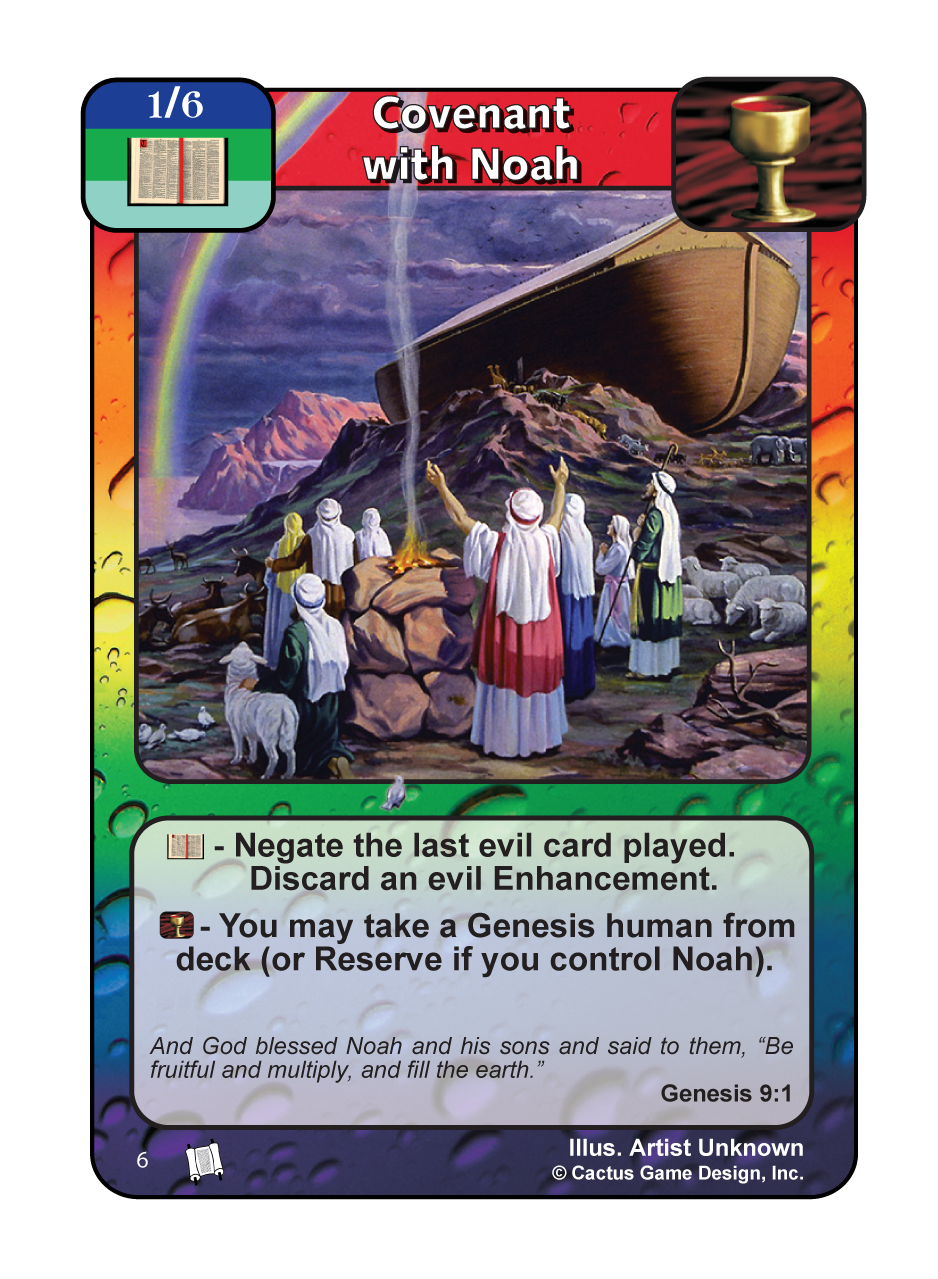 1/6
Covenant
with Noah
- Negate the last evil card played.
Discard an evil Enhancement.
- You may take a Genesis human from
deck (or Reserve if you control Noah).
And God blessed Noah and his sons and said to them, “Be
fruitful and multiply, and fill the earth.”
Genesis 9:1
6
Illus. Artist Unknown
© Cactus Game Design, Inc.